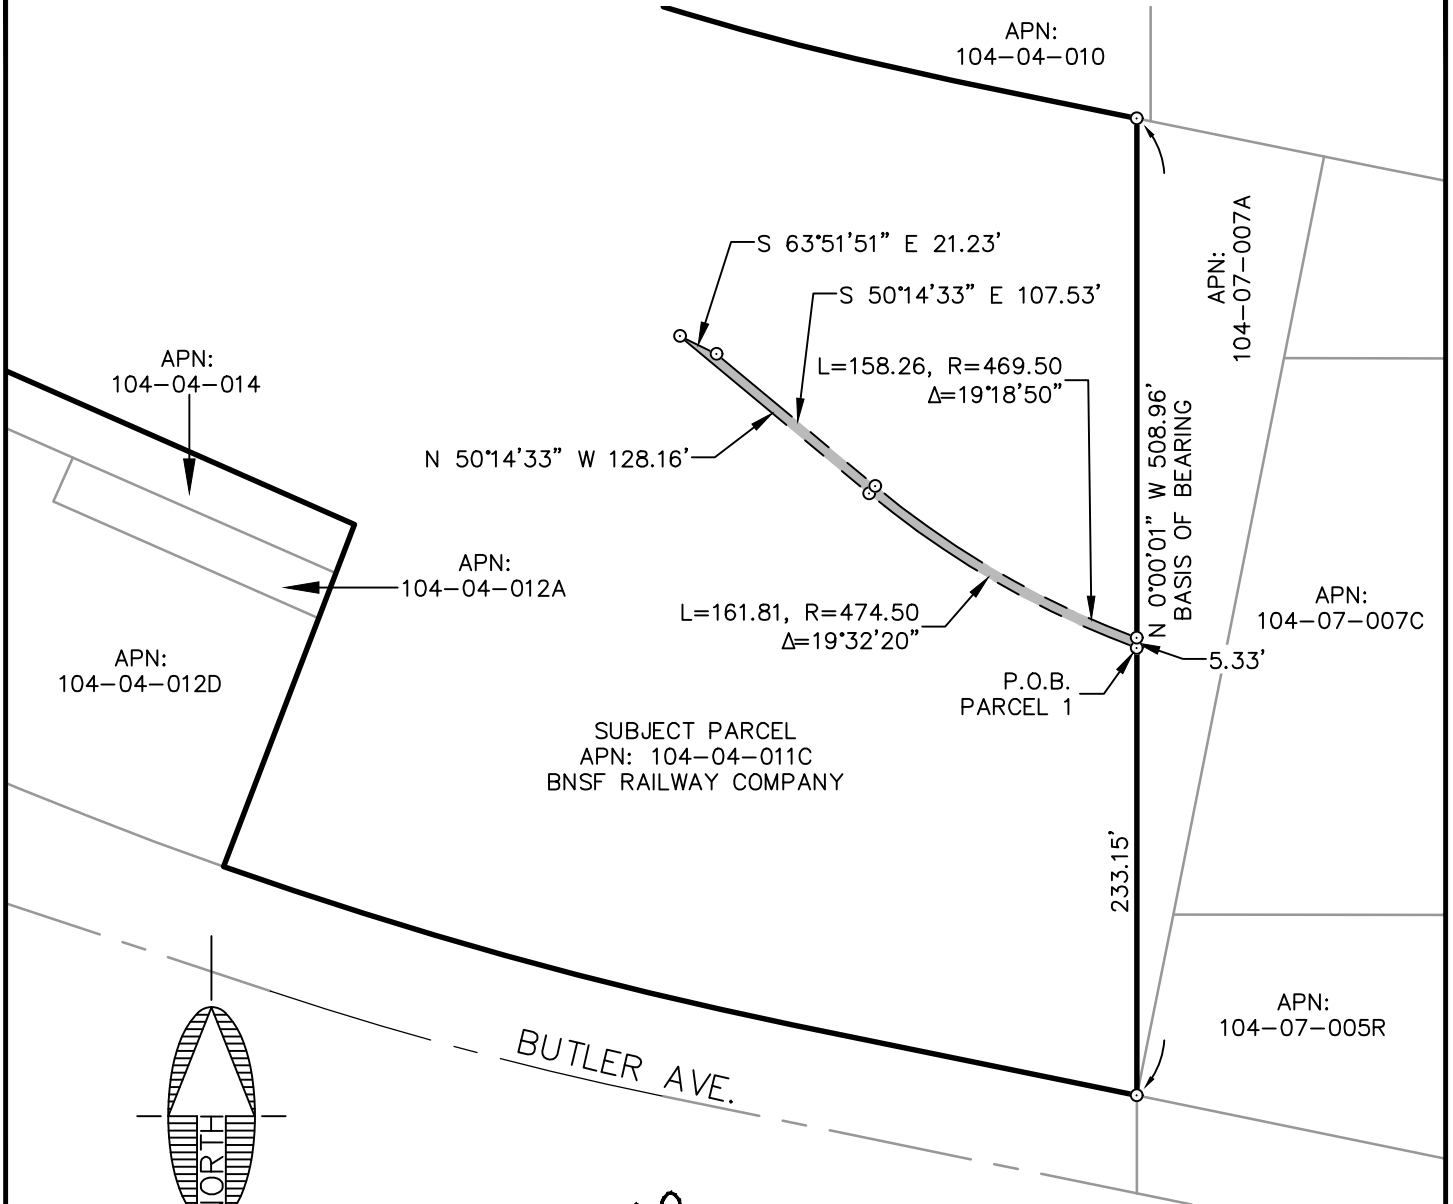 APN:
104-04-010
S 63°51'51" E 21.23'
S 50°14'33" E 107.53'
L=158.26, R=469.50
Δ=19°18'50"
APN:
104-07-007A
APN:
104-04-014
N 50°14'33" W 128.16'
N 0°00'01" W 508.96'
BASIS OF BEARING
APN:
104-04-012A
L=161.81, R=474.50
Δ=19°32'20"
APN:
104-07-007C
5.33'
APN:
104-04-012D
P.O.B.
PARCEL 1
SUBJECT PARCEL
APN: 104-04-011C
BNSF RAILWAY COMPANY
233.15'
APN:
104-07-005R
BUTLER AVE.